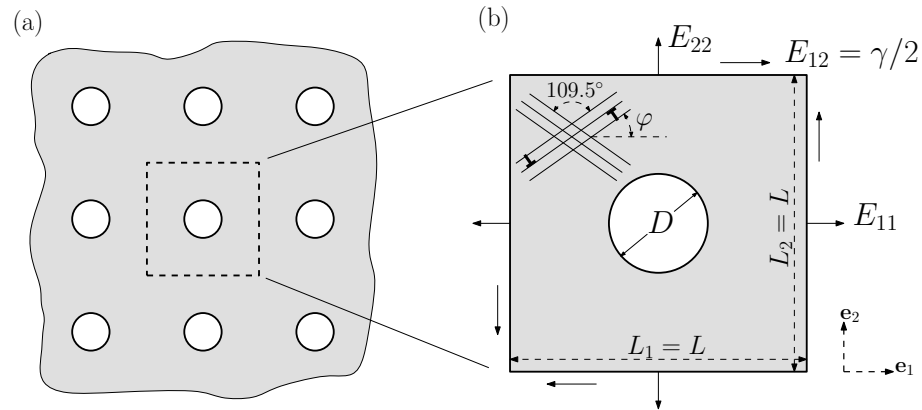 (a)
(b)
E₂₂
E₁₂ = γ/2
109.5°
φ
D
E₁₁
L₂ = L
L₁ = L
e₂
e₁